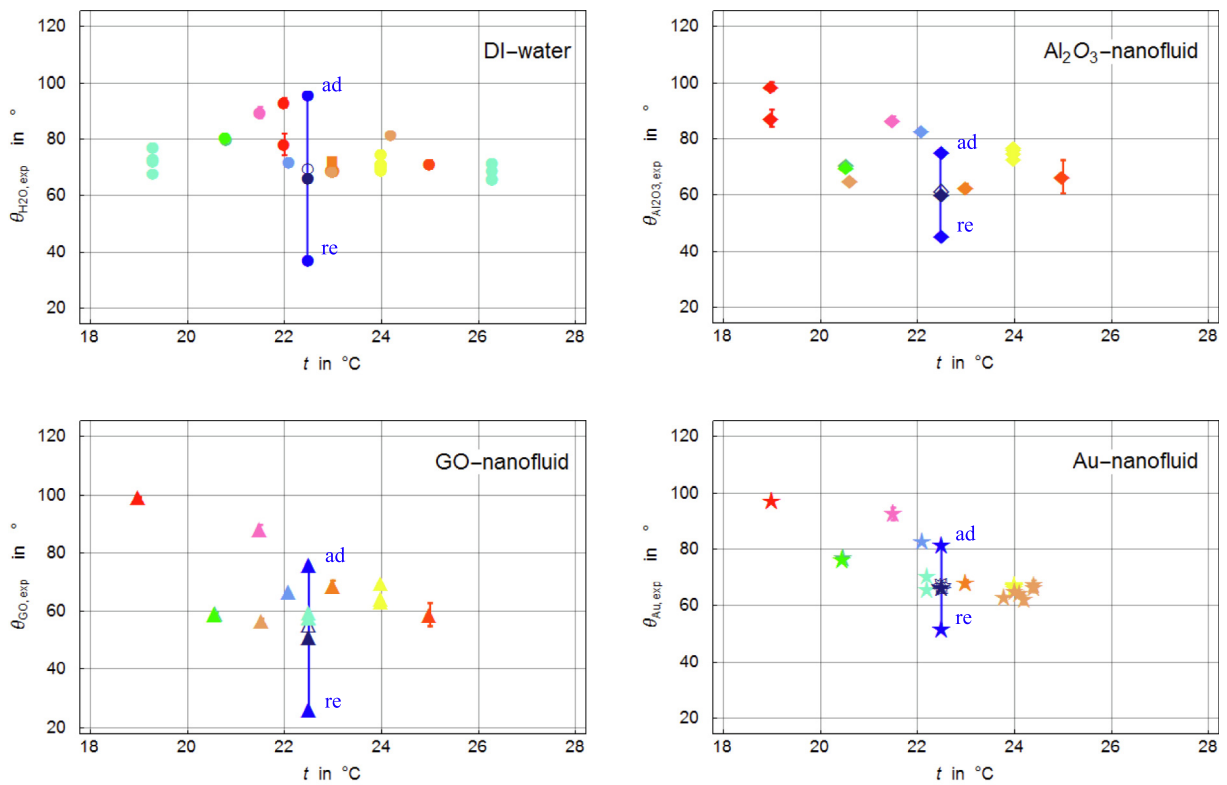 120
100
80
60
40
20
θH2O, exp in °
DI–water
ad
re
18 20 22 24 26 28
t in °C
120
100
80
60
40
20
θAl2O3, exp in °
Al2O3–nanofluid
ad
re
18 20 22 24 26 28
t in °C
120
100
80
60
40
20
θGO, exp in °
GO–nanofluid
ad
re
18 20 22 24 26 28
t in °C
120
100
80
60
40
20
θAu, exp in °
Au–nanofluid
ad
re
18 20 22 24 26 28
t in °C